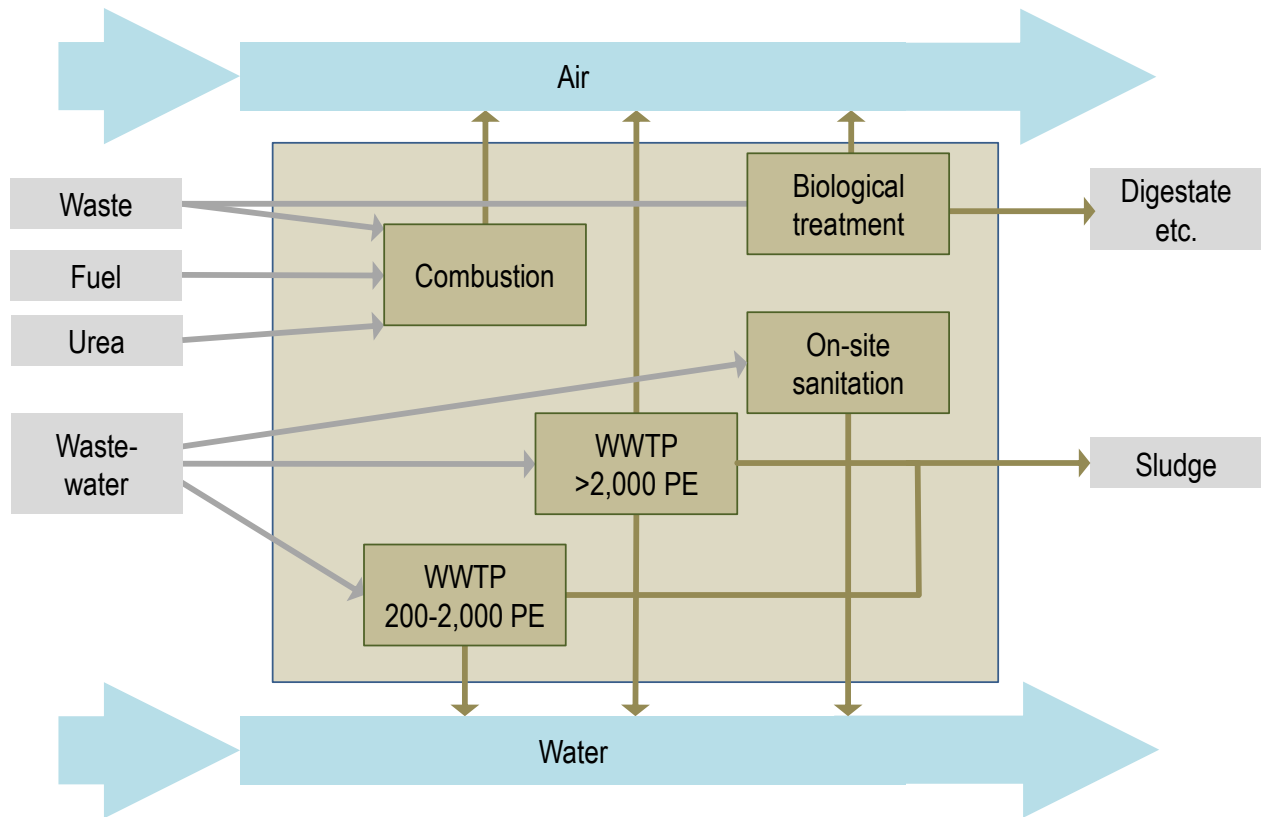 Air
Waste
Fuel
Urea
Waste-
water
Combustion
Biological
treatment
On-site
sanitation
WWTP
>2,000 PE
WWTP
200-2,000 PE
Digestate
etc.
Sludge
Water